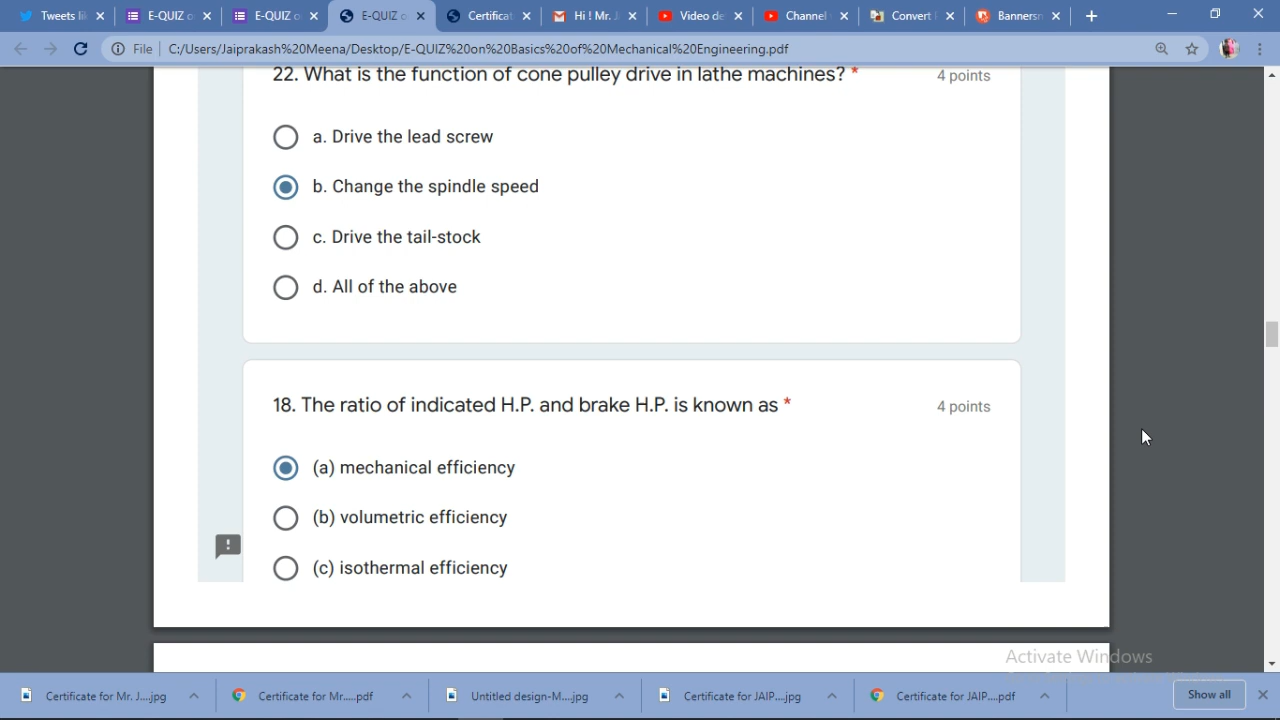 Tweets li
E-QUIZ o
E-QUIZ o
E-QUIZ o
Certificat
Hi ! Mr. J
Video de
Channel
Convert
Bannersn
File
C:/Users/Jaiprakash%20Meena/Desktop/E-QUIZ%20on%20Basics%20of%20Mechanical%20Engineering.pdf
22. What is the function of cone pulley drive in lathe machines? *
4 points
a. Drive the lead screw
b. Change the spindle speed
c. Drive the tail-stock
d. All of the above
18. The ratio of indicated H.P. and brake H.P. is known as *
4 points
(a) mechanical efficiency
(b) volumetric efficiency
(c) isothermal efficiency
Activate Windows
Certificate for Mr. J....jpg
Certificate for Mr.....pdf
Untitled design-M....jpg
Certificate for JAIP....jpg
Certificate for JAIP....pdf
Show all